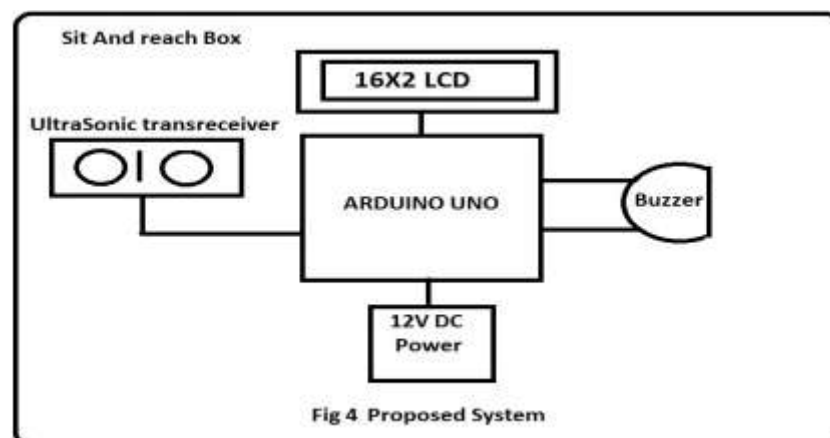 Sit And reach Box
16X2 LCD
UltraSonic transreceiver
ARDUINO UNO
Buzzer
12V DC
Power
Fig 4 Proposed System